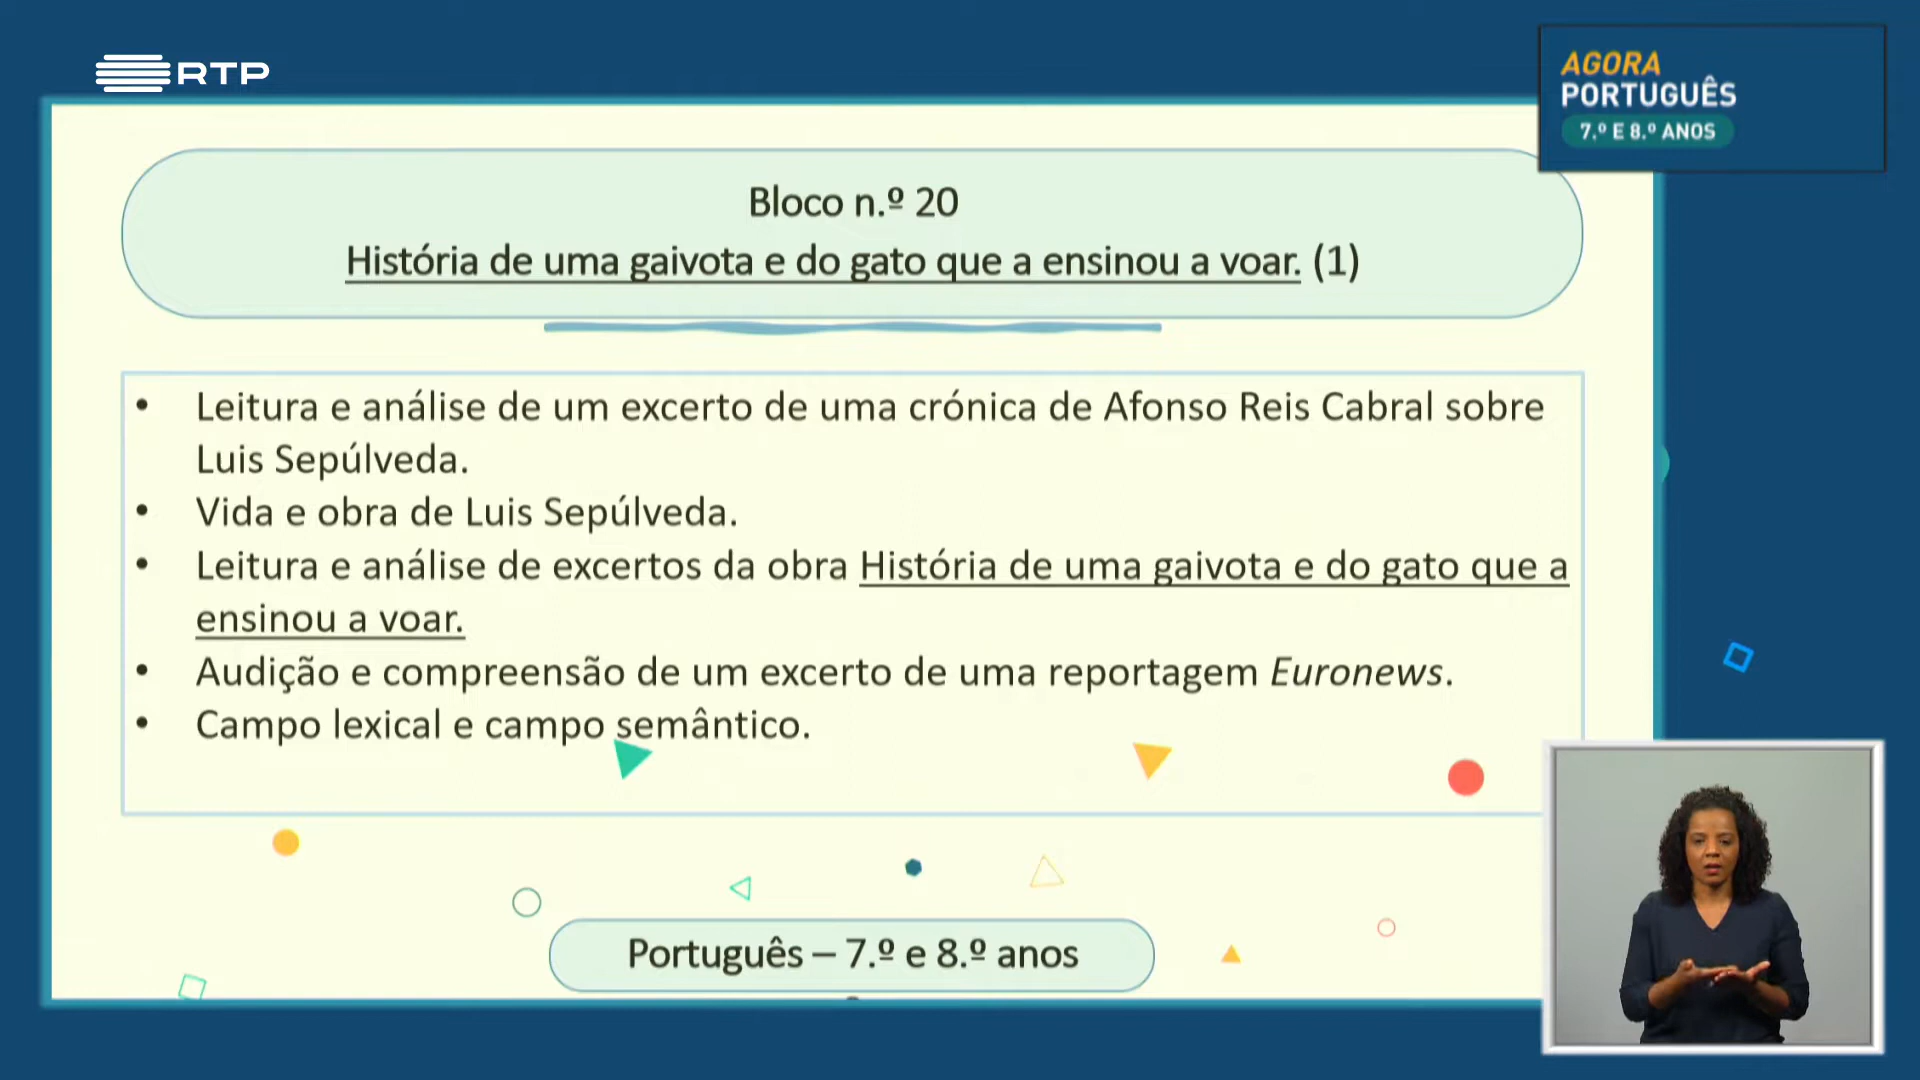 RTP
AGORA
PORTUGUÊS
7.º E 8.º ANOS
Bloco n.º 20
História de uma gaivota e do gato que a ensinou a voar. (1)
• Leitura e análise de um excerto de uma crónica de Afonso Reis Cabral sobre
Luis Sepúlveda.
• Vida e obra de Luis Sepúlveda.
• Leitura e análise de excertos da obra História de uma gaivota e do gato que a
ensinou a voar.
• Audição e compreensão de um excerto de uma reportagem Euronews.
• Campo lexical e campo semântico.
Português – 7.º e 8.º anos